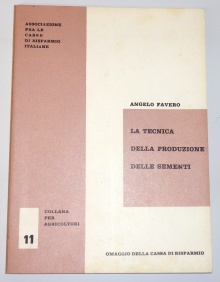 ASSOCIAZIONE
FRA LE
CASSE
DI RISPARMIO
ITALIANE
ANGELO FAVERO
LA TECNICA
DELLA PRODUZIONE
DELLE SEMENTI
COLLANA
PER
AGRICOLTORI
11
OMAGGIO DELLA CASSA DI RISPARMIO